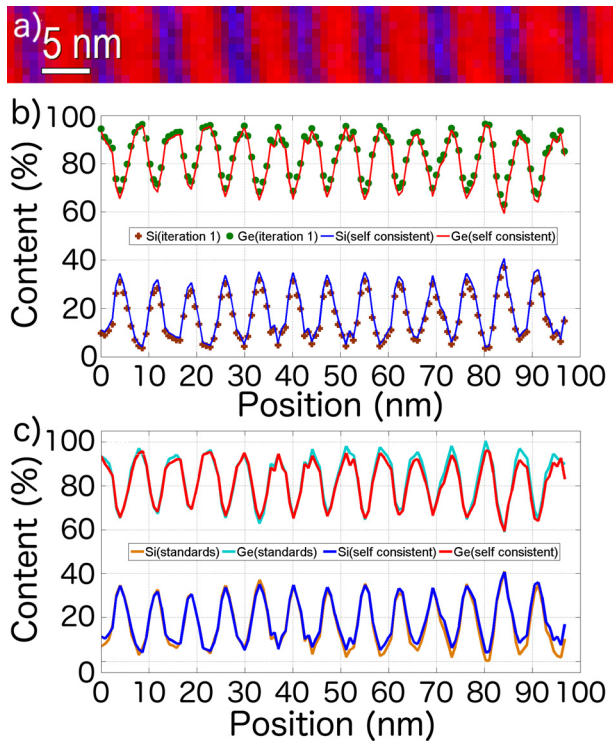 a)
5 nm
b)
100
80
60
40
20
0
Content (%)
Si(iteration 1) Ge(iteration 1) Si(self consistent) Ge(self consistent)
0 10 20 30 40 50 60 70 80 90 100
Position (nm)
c)
100
80
60
40
20
0
Content (%)
Si(standards) Ge(standards) Si(self consistent) Ge(self consistent)
0 10 20 30 40 50 60 70 80 90 100
Position (nm)